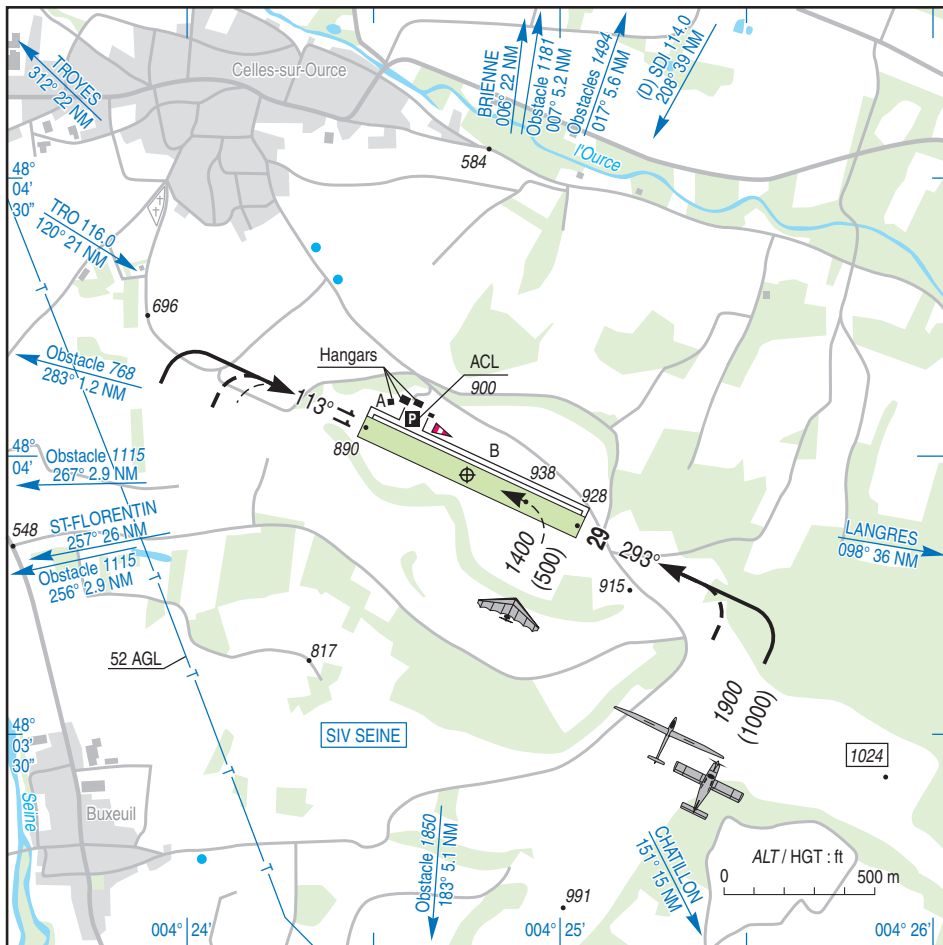 Celles-sur-Ource
TROYES
312° 22 NM
BRIENNE
006° 22 NM
Obstacle 1181
007° 5.2 NM
Obstacles 1494
017° 5.6 NM
(D) SDI 114.0
208° 39 NM
584
l'Ource
48°
04'
30"
TRO 116.0
120° 21 NM
T
696
Obstacle 768
283° 1.2 NM
Hangars
ACL
900
A
P
113°
11
890
B
938
928
48°
04'
Obstacle 1115
267° 2.9 NM
ST-FLORENTIN
257° 26 NM
548
Obstacle 1115
256° 2.9 NM
1400
(500)
29
293°
915
LANGRES
098° 36 NM
T
52 AGL
T
817
1900
(1000)
48°
03'
30"
SIV SEINE
1024
T
Seine
Buxeuil
Obstacle 1850
183° 5.1 NM
CHATILLON
151° 15 NM
ALT / HGT : ft
0 500 m
T
991
004° 24'
004° 25'
004° 26'